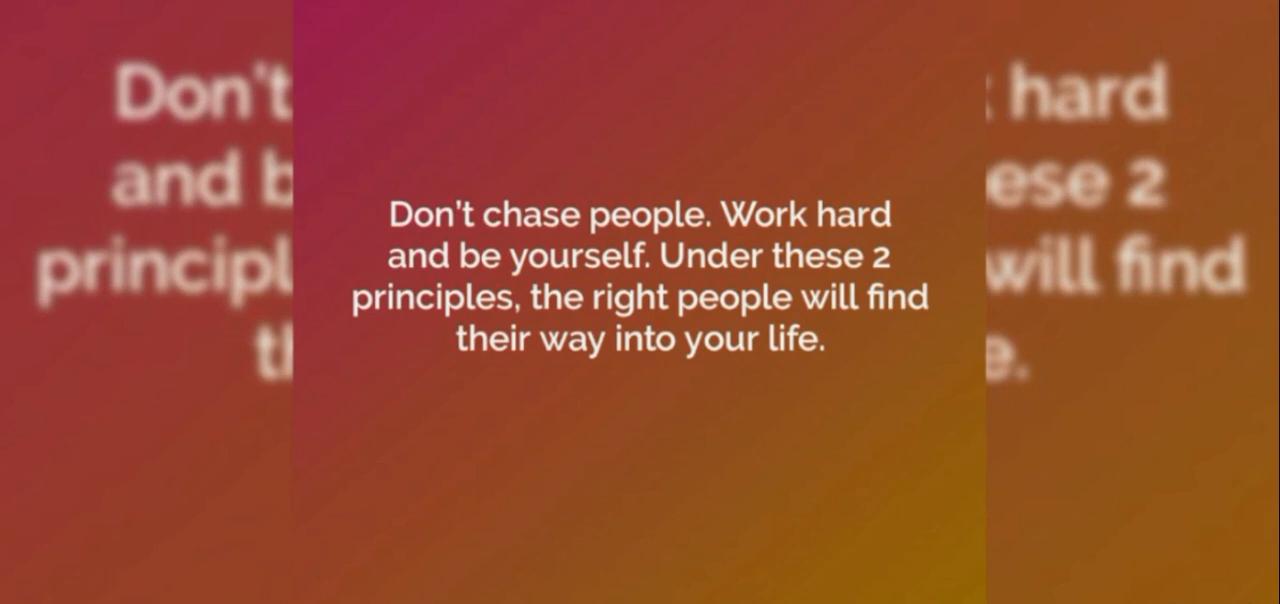 Don't chase people. Work hard
and be yourself. Under these 2
principles, the right people will find
their way into your life.